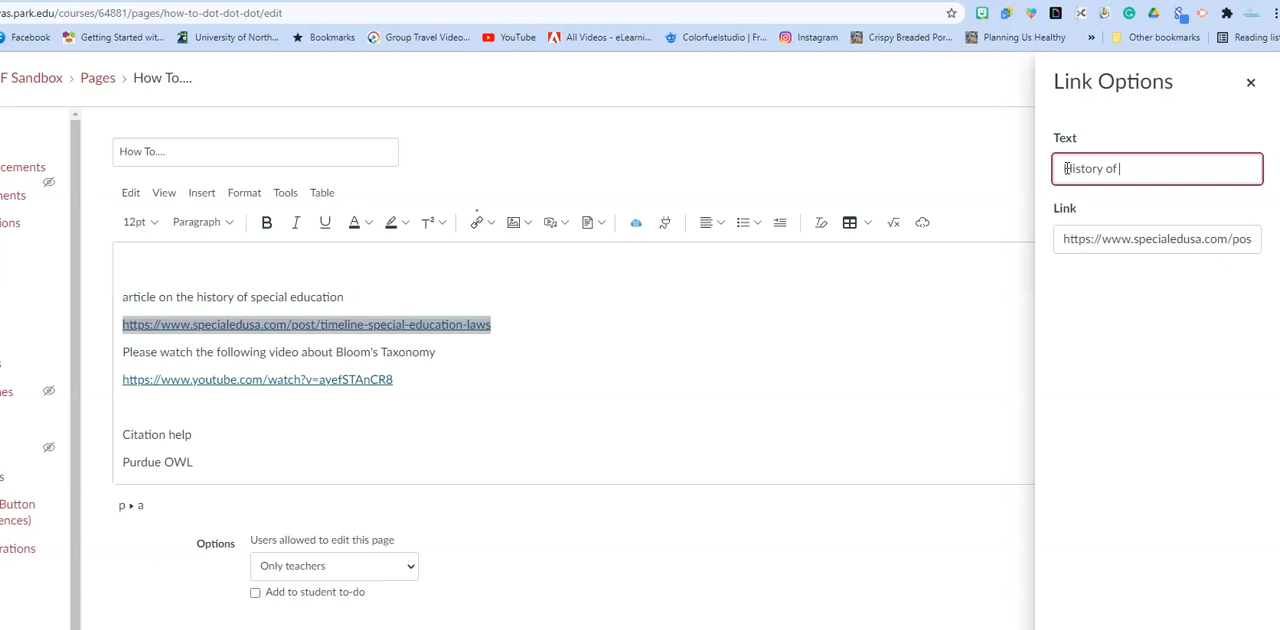 as.park.edu/courses/64881/pages/how-to-dot-dot-dot/edit
Facebook Getting Started wit... University of North... Bookmarks Group Travel Video... YouTube All Videos - eLearni... Colorfuelstudio | Fr... Instagram Crispy Breaded Por... Planning Us Healthy » Other bookmarks Reading list
F Sandbox > Pages > How To....
Link Options ×
Text
History of
Link
https://www.specialedusa.com/pos
cements
ments
ions
es
Button
ences)
rations
How To....
Edit View Insert Format Tools Table
12pt Paragraph B I U A T²
article on the history of special education
https://www.specialedusa.com/post/timeline-special-education-laws
Please watch the following video about Bloom's Taxonomy
https://www.youtube.com/watch?v=ayefSTAnCR8
Citation help
Purdue OWL
p ▸ a
Options Users allowed to edit this page
Only teachers
Add to student to-do